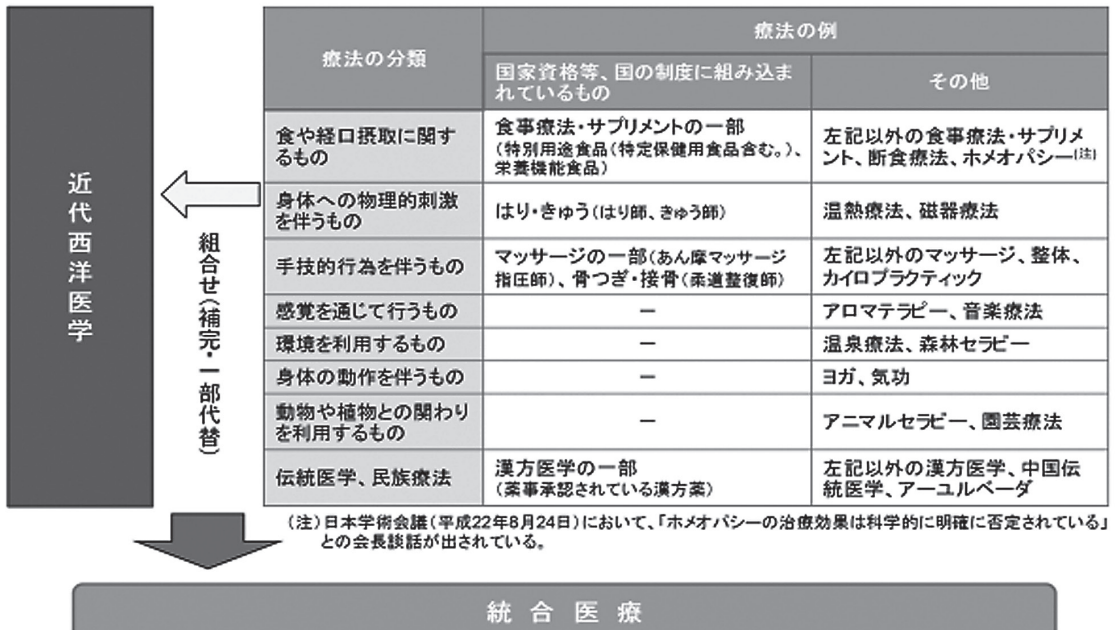 近代西洋医学
組合せ(補完・一部代替)
療法の分類
療法の例
国家資格等、国の制度に組み込ま
れているもの
その他
食や経口摂取に関す
るもの
食事療法・サプリメントの一部
(特別用途食品(特定保健用食品含む。)、
栄養機能食品)
左記以外の食事療法・サプリメ
ント、断食療法、ホメオパシー(注)
身体への物理的刺激
を伴うもの
はり・きゅう(はり師、きゅう師)
温熱療法、磁器療法
手技的行為を伴うもの
マッサージの一部(あん摩マッサージ
指圧師)、骨つぎ・接骨(柔道整復師)
左記以外のマッサージ、整体、
カイロプラクティック
感覚を通じて行うもの
―
アロマテラピー、音楽療法
環境を利用するもの
―
温泉療法、森林セラピー
身体の動作を伴うもの
―
ヨガ、気功
動物や植物との関わり
を利用するもの
―
アニマルセラピー、園芸療法
伝統医学、民族療法
漢方医学の一部
(薬事承認されている漢方薬)
左記以外の漢方医学、中国伝
統医学、アーユルベーダ
(注)日本学術会議(平成22年8月24日)において、「ホメオパシーの治療効果は科学的に明確に否定されている」
との会長談話が出されている。
統合医療